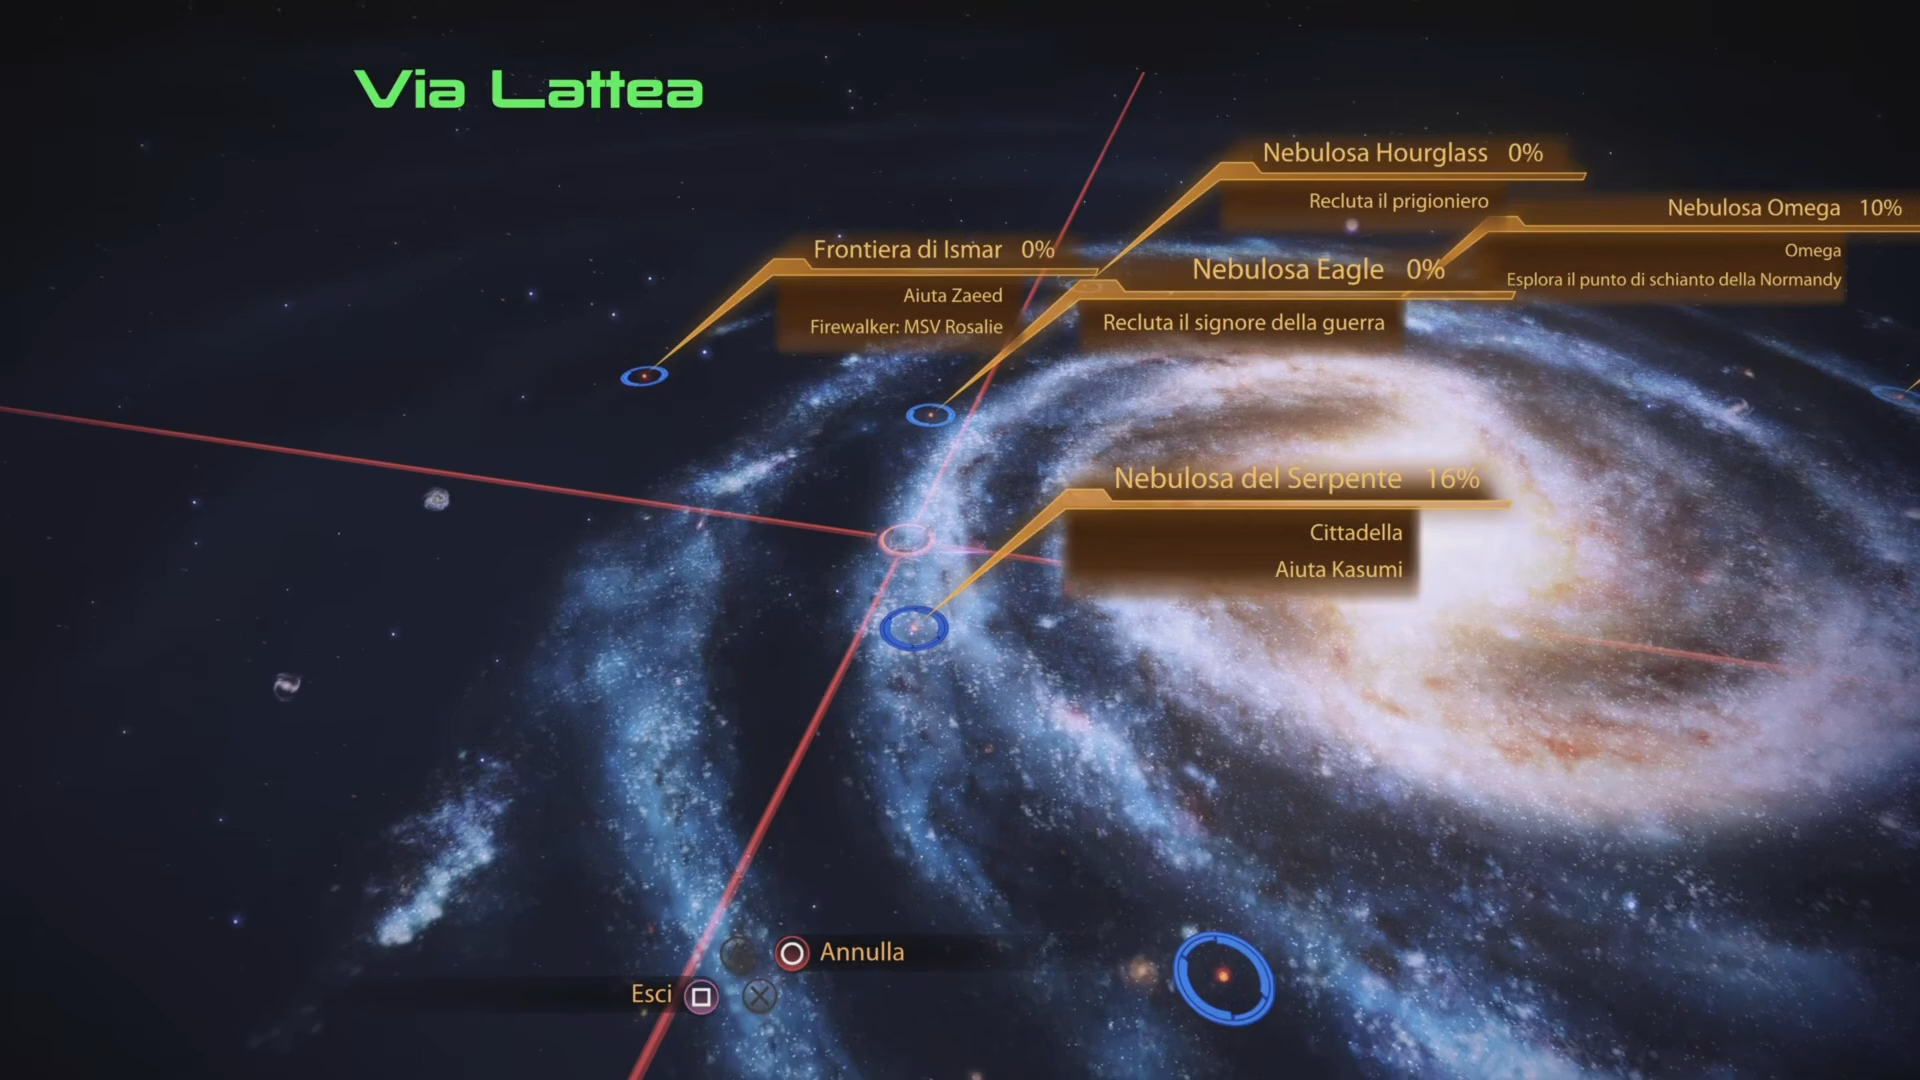 Via Lattea
Nebulosa Hourglass 0%
Recluta il prigioniero
Nebulosa Omega 10%
Omega
Esplora il punto di schianto della Normandy
Frontiera di Ismar 0%
Aiuta Zaeed
Firewalker: MSV Rosalie
Nebulosa Eagle 0%
Recluta il signore della guerra
Nebulosa del Serpente 16%
Cittadella
Aiuta Kasumi
Annulla
Esci